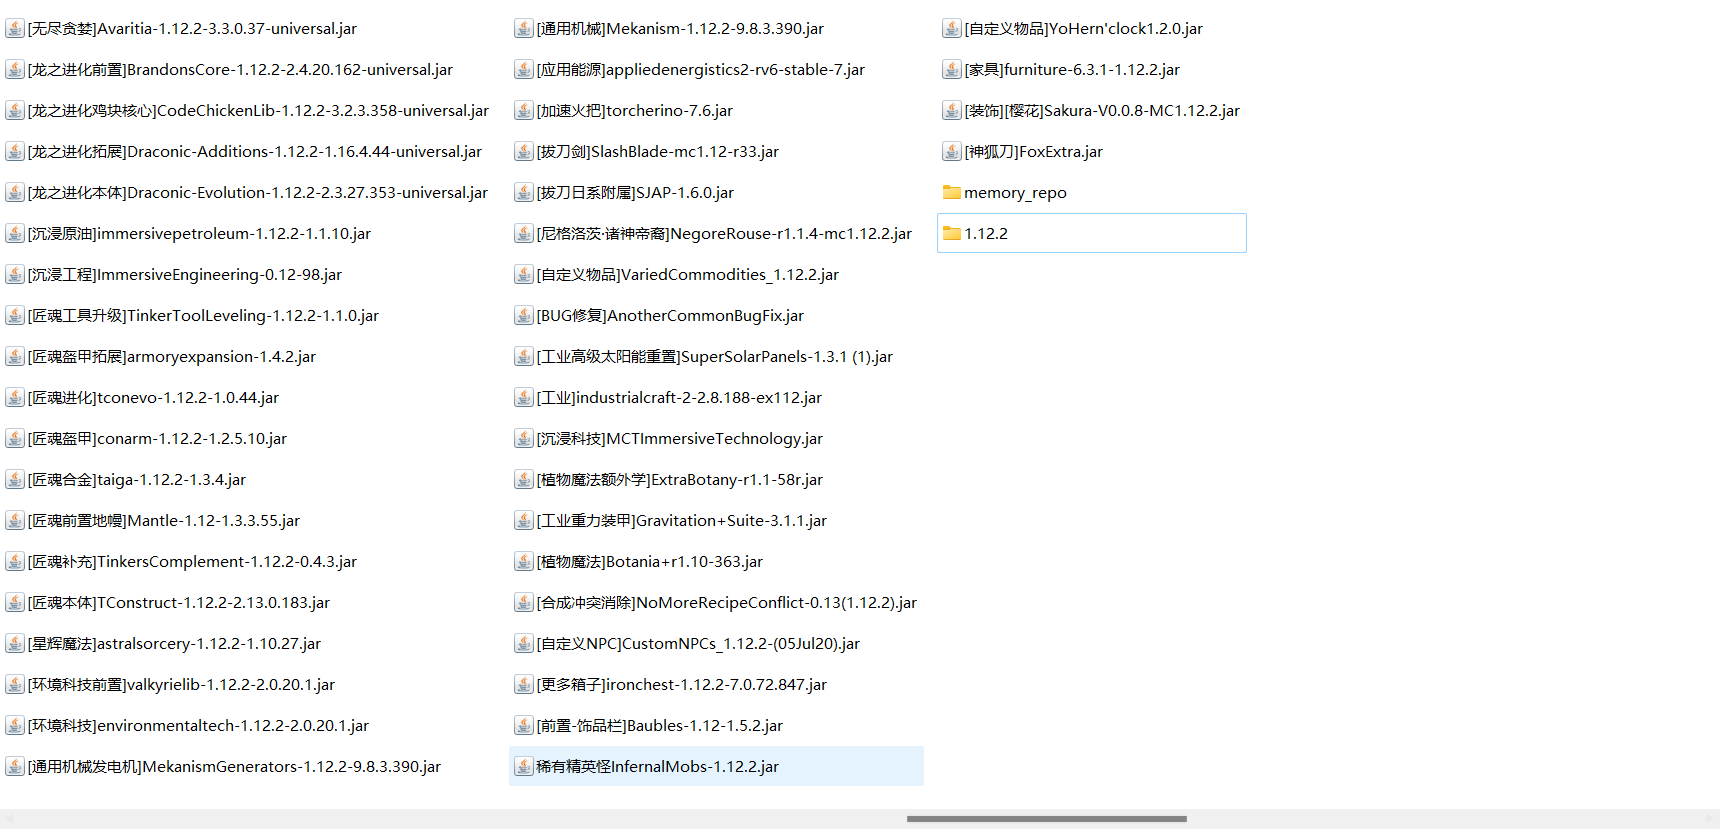 [无尽贪婪]Avaritia-1.12.2-3.3.0.37-universal.jar
[龙之进化前置]BrandonsCore-1.12.2-2.4.20.162-universal.jar
[龙之进化鸡块核心]CodeChickenLib-1.12.2-3.2.3.358-universal.jar
[龙之进化拓展]Draconic-Additions-1.12.2-1.16.4.44-universal.jar
[龙之进化本体]Draconic-Evolution-1.12.2-2.3.27.353-universal.jar
[沉浸原油]immersivepetroleum-1.12.2-1.1.10.jar
[沉浸工程]ImmersiveEngineering-0.12-98.jar
[匠魂工具升级]TinkerToolLeveling-1.12.2-1.1.0.jar
[匠魂盔甲拓展]armoryexpansion-1.4.2.jar
[匠魂进化]tconevo-1.12.2-1.0.44.jar
[匠魂盔甲]conarm-1.12.2-1.2.5.10.jar
[匠魂合金]taiga-1.12.2-1.3.4.jar
[匠魂前置地幔]Mantle-1.12-1.3.3.55.jar
[匠魂补充]TinkersComplement-1.12.2-0.4.3.jar
[匠魂本体]TConstruct-1.12.2-2.13.0.183.jar
[星辉魔法]astralsorcery-1.12.2-1.10.27.jar
[环境科技前置]valkyrielib-1.12.2-2.0.20.1.jar
[环境科技]environmentaltech-1.12.2-2.0.20.1.jar
[通用机械发电机]MekanismGenerators-1.12.2-9.8.3.390.jar
[通用机械]Mekanism-1.12.2-9.8.3.390.jar
[应用能源]appliedenergistics2-rv6-stable-7.jar
[加速火把]torcherino-7.6.jar
[拔刀剑]SlashBlade-mc1.12-r33.jar
[拔刀日系附属]SJAP-1.6.0.jar
[尼格洛茨·诸神帝裔]NegoreRouse-r1.1.4-mc1.12.2.jar
[自定义物品]VariedCommodities_1.12.2.jar
[BUG修复]AnotherCommonBugFix.jar
[工业高级太阳能重置]SuperSolarPanels-1.3.1 (1).jar
[工业]industrialcraft-2-2.8.188-ex112.jar
[沉浸科技]MCTImmersiveTechnology.jar
[植物魔法额外学]ExtraBotany-r1.1-58r.jar
[工业重力装甲]Gravitation+Suite-3.1.1.jar
[植物魔法]Botania+r1.10-363.jar
[合成冲突消除]NoMoreRecipeConflict-0.13(1.12.2).jar
[自定义NPC]CustomNPCs_1.12.2-(05Jul20).jar
[更多箱子]ironchest-1.12.2-7.0.72.847.jar
[前置-饰品栏]Baubles-1.12-1.5.2.jar
稀有精英怪InfernalMobs-1.12.2.jar
[自定义物品]YoHern'clock1.2.0.jar
[家具]furniture-6.3.1-1.12.2.jar
[装饰][樱花]Sakura-V0.0.8-MC1.12.2.jar
[神狐刀]FoxExtra.jar
memory_repo
1.12.2